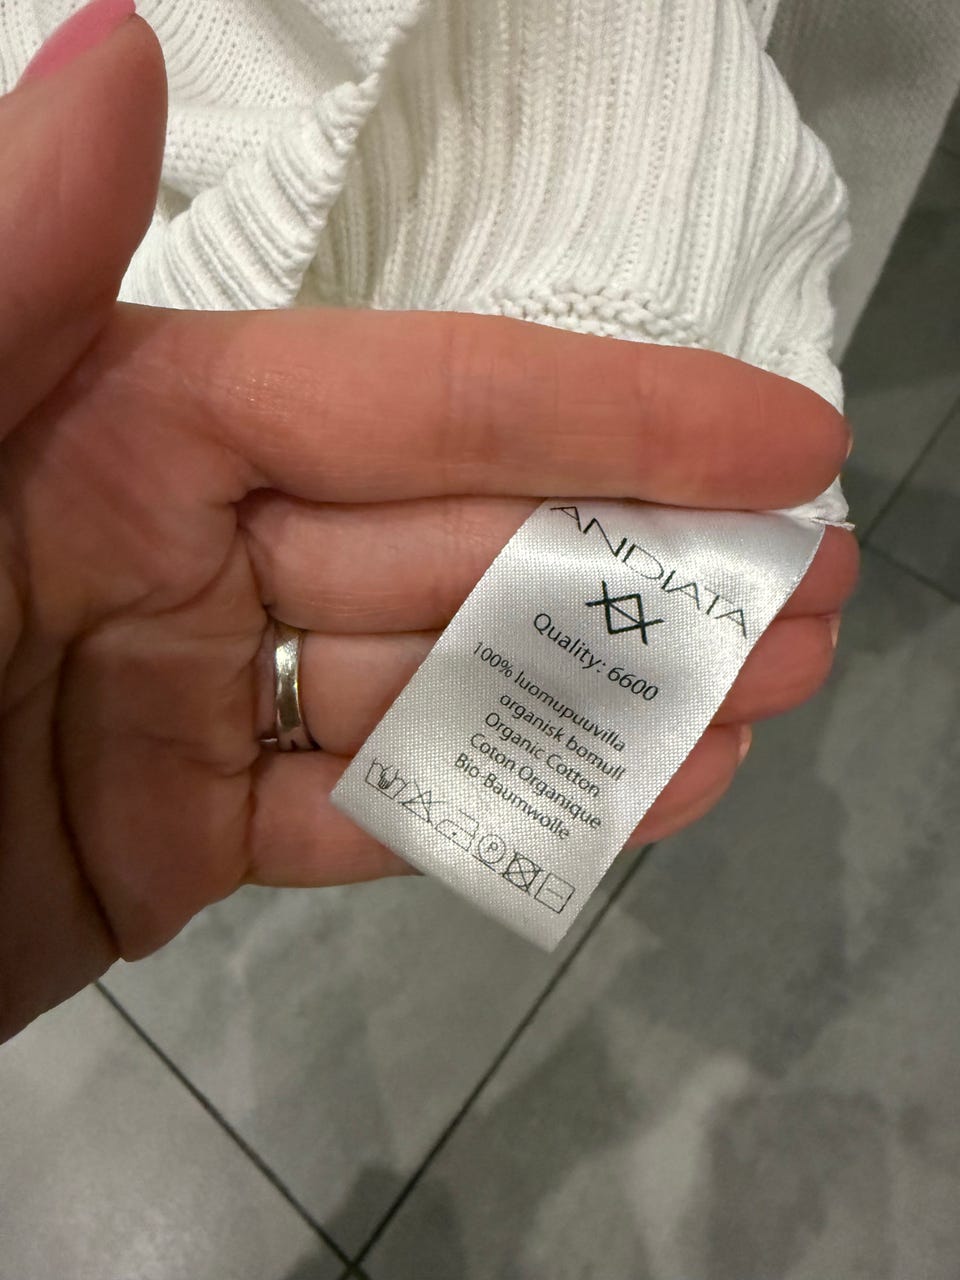 ANDIATA
Quality: 6600
100% luomupuuvilla
organisk bomull
Organic Cotton
Coton Organique
Bio-Baumwolle
P